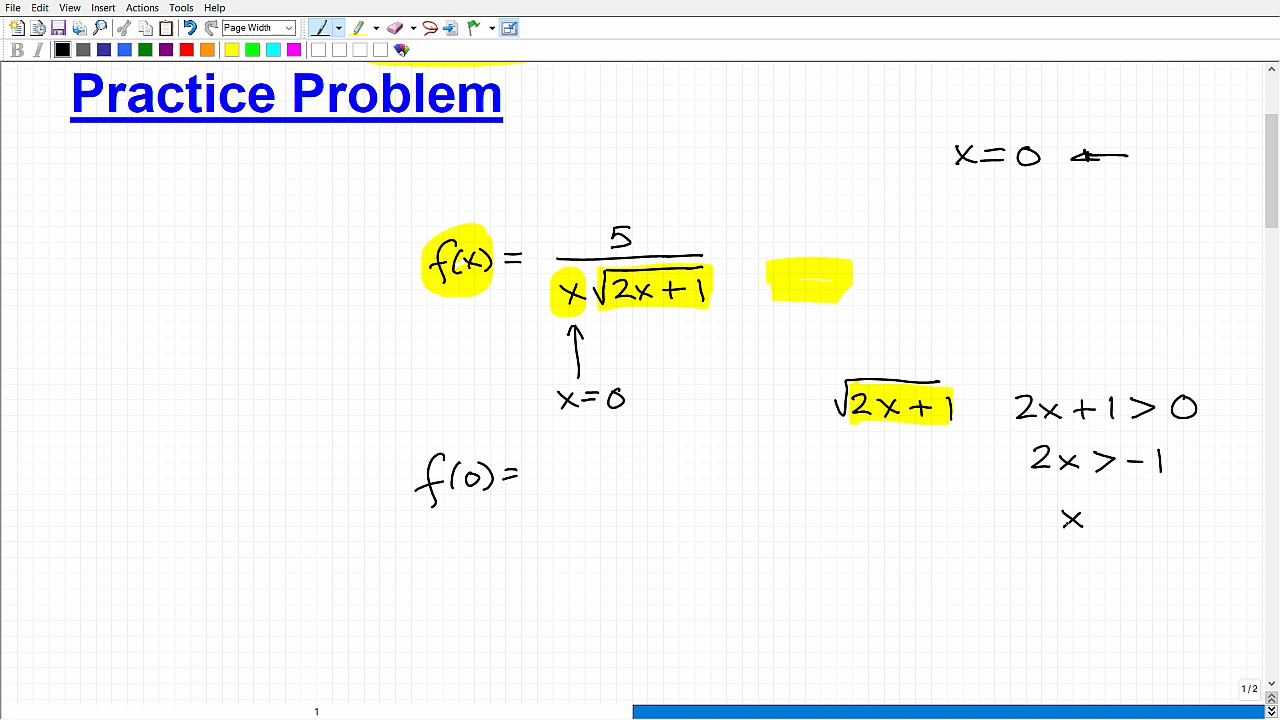 File Edit View Insert Actions Tools Help
Page Width
B I
Practice Problem
x = 0 ←
f(x) = 5 / x √2x + 1
↑
x = 0
√2x + 1 2x + 1 > 0
2x > -1
f(0) =
x
1/2
1